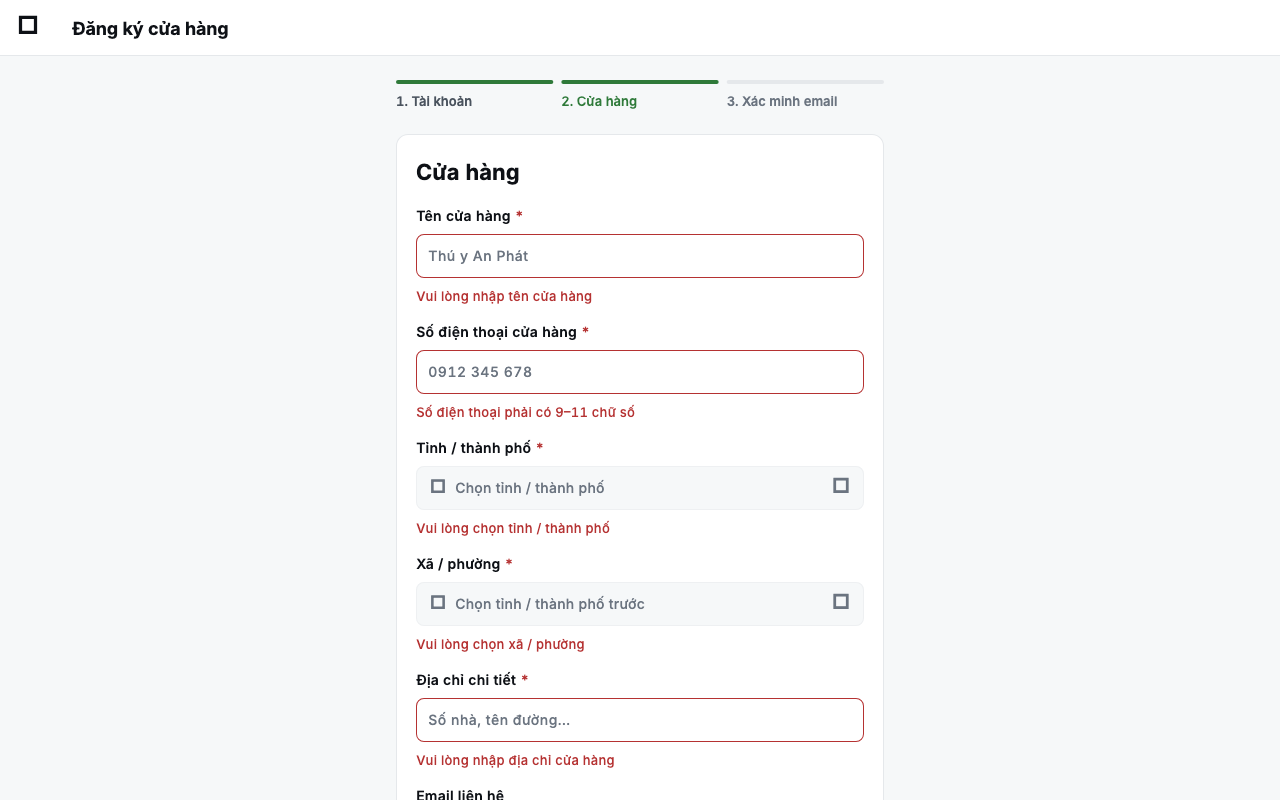 Đăng ký cửa hàng
1. Tài khoản
2. Cửa hàng
3. Xác minh email
Cửa hàng
Tên cửa hàng *
Thú y An Phát
Vui lòng nhập tên cửa hàng
Số điện thoại cửa hàng *
0912 345 678
Số điện thoại phải có 9–11 chữ số
Tỉnh / thành phố *
Chọn tỉnh / thành phố
Vui lòng chọn tỉnh / thành phố
Xã / phường *
Chọn tỉnh / thành phố trước
Vui lòng chọn xã / phường
Địa chỉ chi tiết *
Số nhà, tên đường...
Vui lòng nhập địa chỉ cửa hàng
Email liên hệ